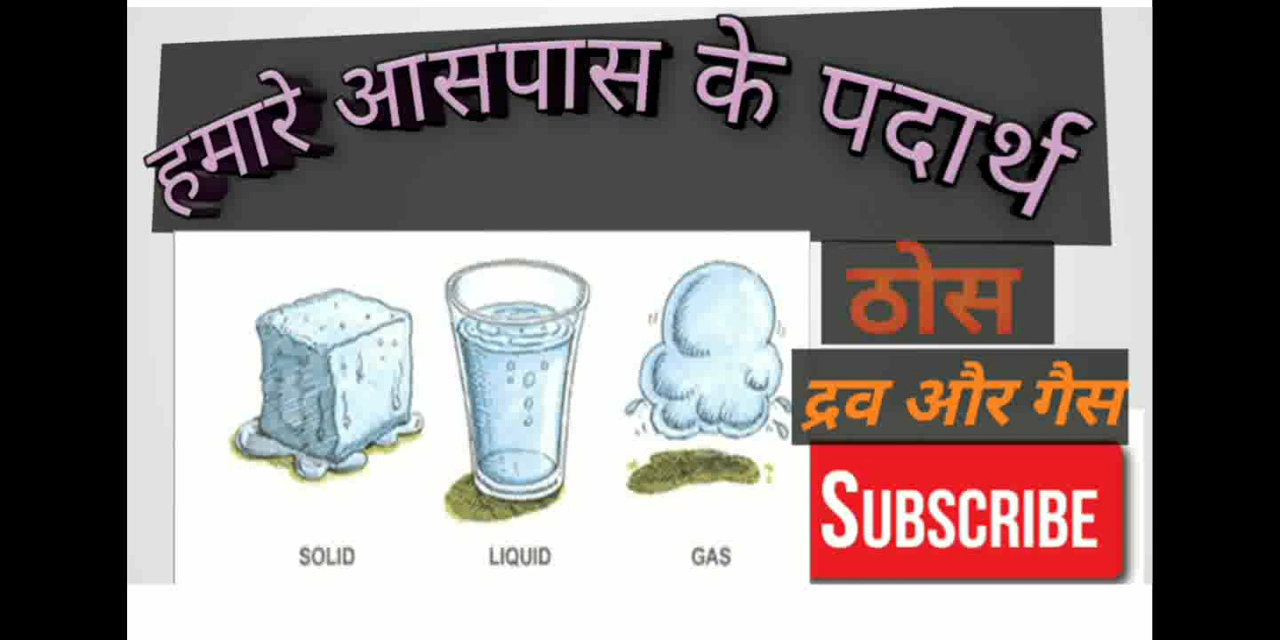 हमारे आसपास के पदार्थ
ठोस
द्रव और गैस
SUBSCRIBE
SOLID LIQUID GAS